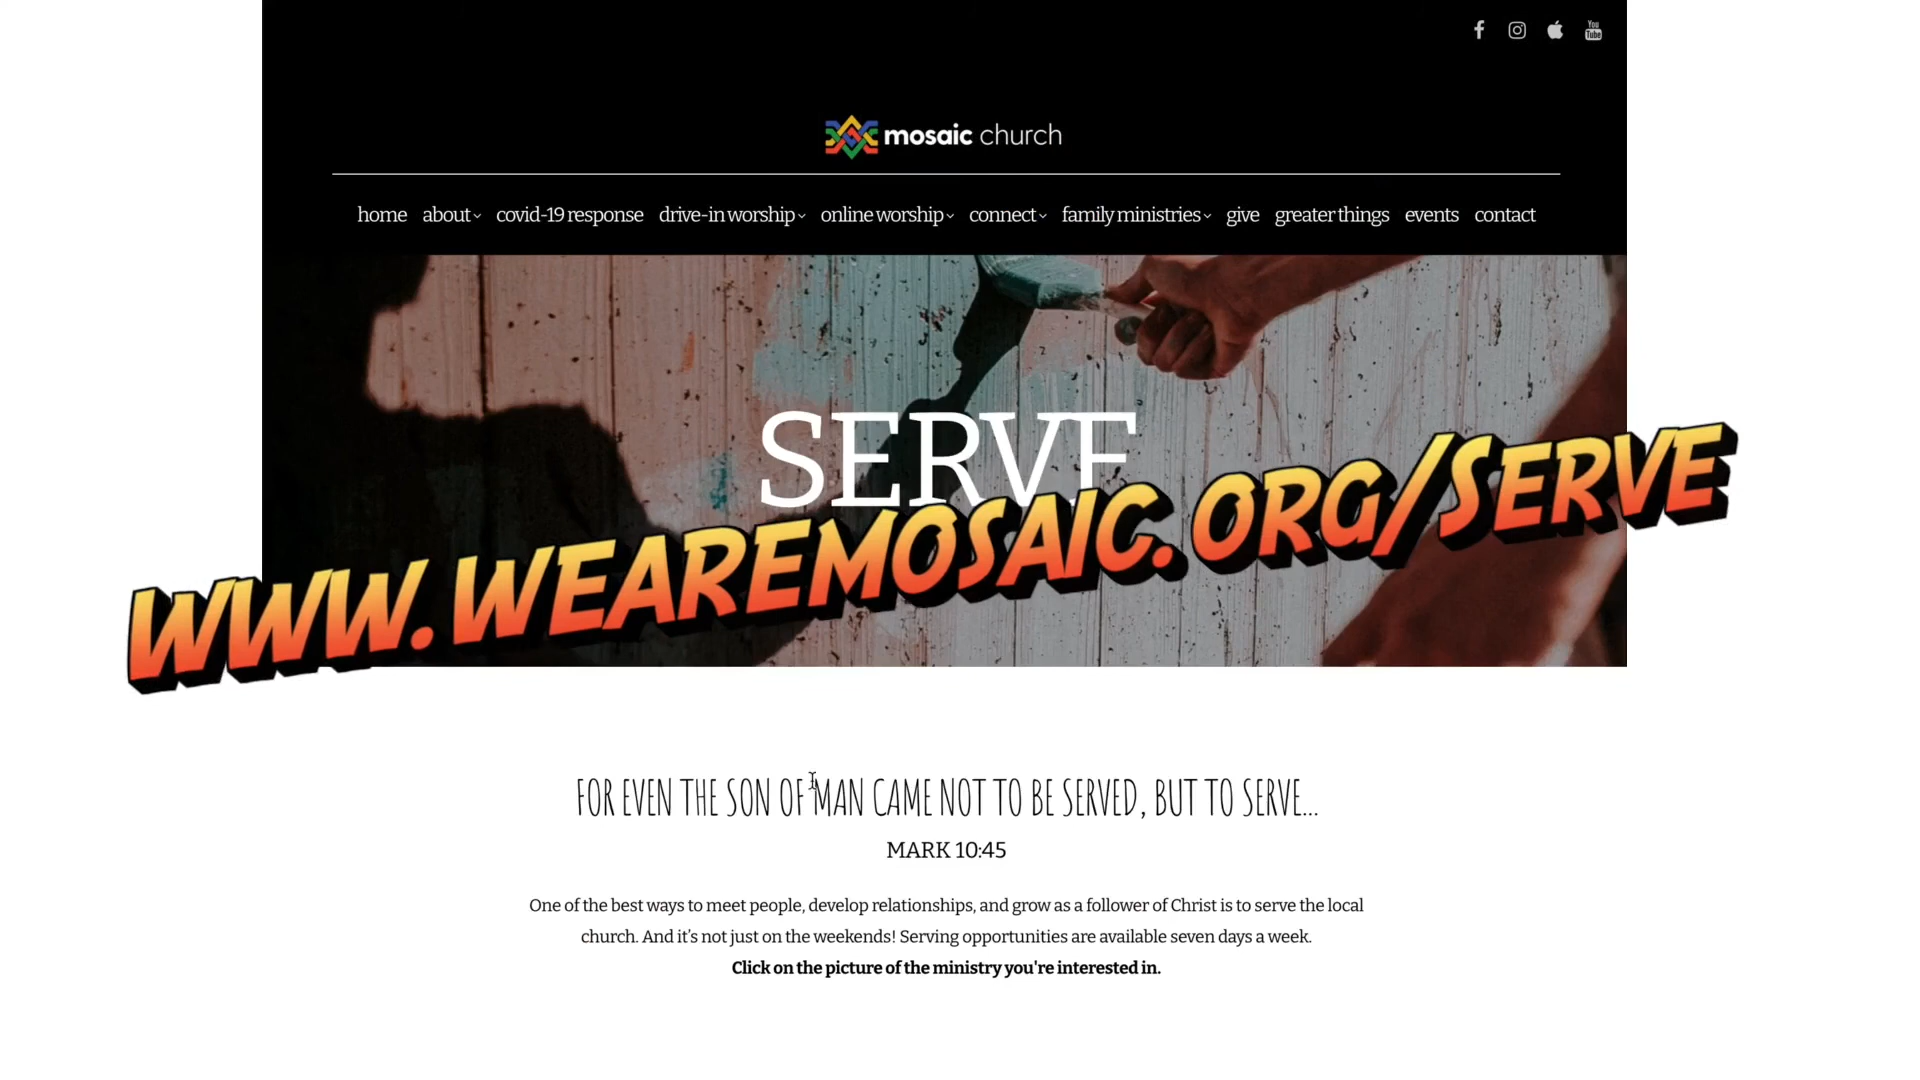 You Tube
mosaic church
home about covid-19 response drive-in worship online worship connect family ministries give greater things events contact
SERVE
WWW.WEAREMOSAIC.ORG/SERVE
FOR EVEN THE SON OF MAN CAME NOT TO BE SERVED, BUT TO SERVE...
MARK 10:45
One of the best ways to meet people, develop relationships, and grow as a follower of Christ is to serve the local
church. And it's not just on the weekends! Serving opportunities are available seven days a week.
Click on the picture of the ministry you're interested in.